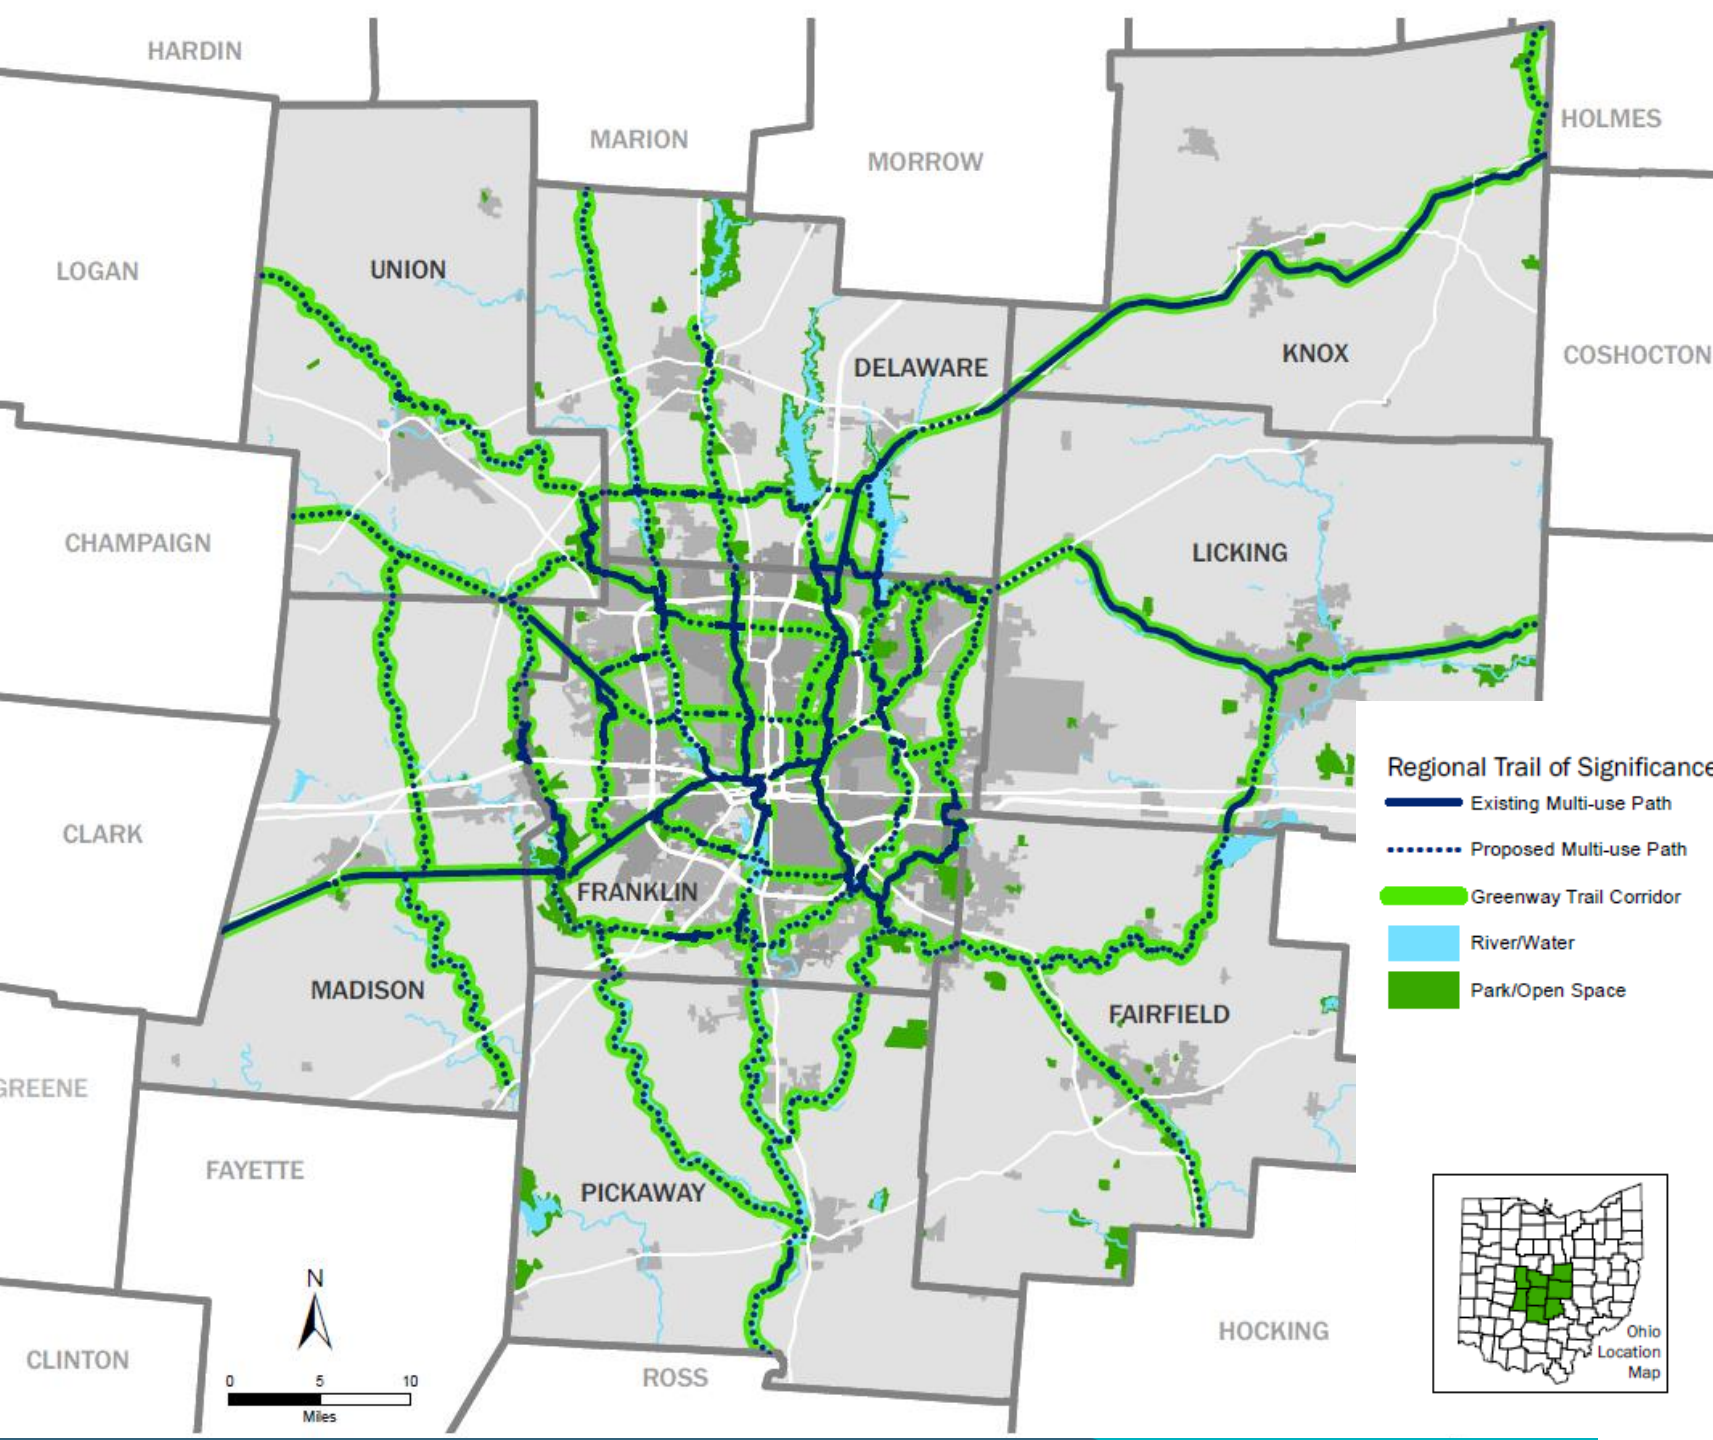 HARDIN
MARION
MORROW
HOLMES
LOGAN
UNION
DELAWARE
KNOX
COSHOCTON
CHAMPAIGN
LICKING
CLARK
FRANKLIN
MADISON
FAIRFIELD
GREENE
FAYETTE
PICKAWAY
CLINTON
ROSS
HOCKING
Regional Trail of Significance
Existing Multi-use Path
Proposed Multi-use Path
Greenway Trail Corridor
River/Water
Park/Open Space
N
0 5 10
Miles
Ohio
Location
Map